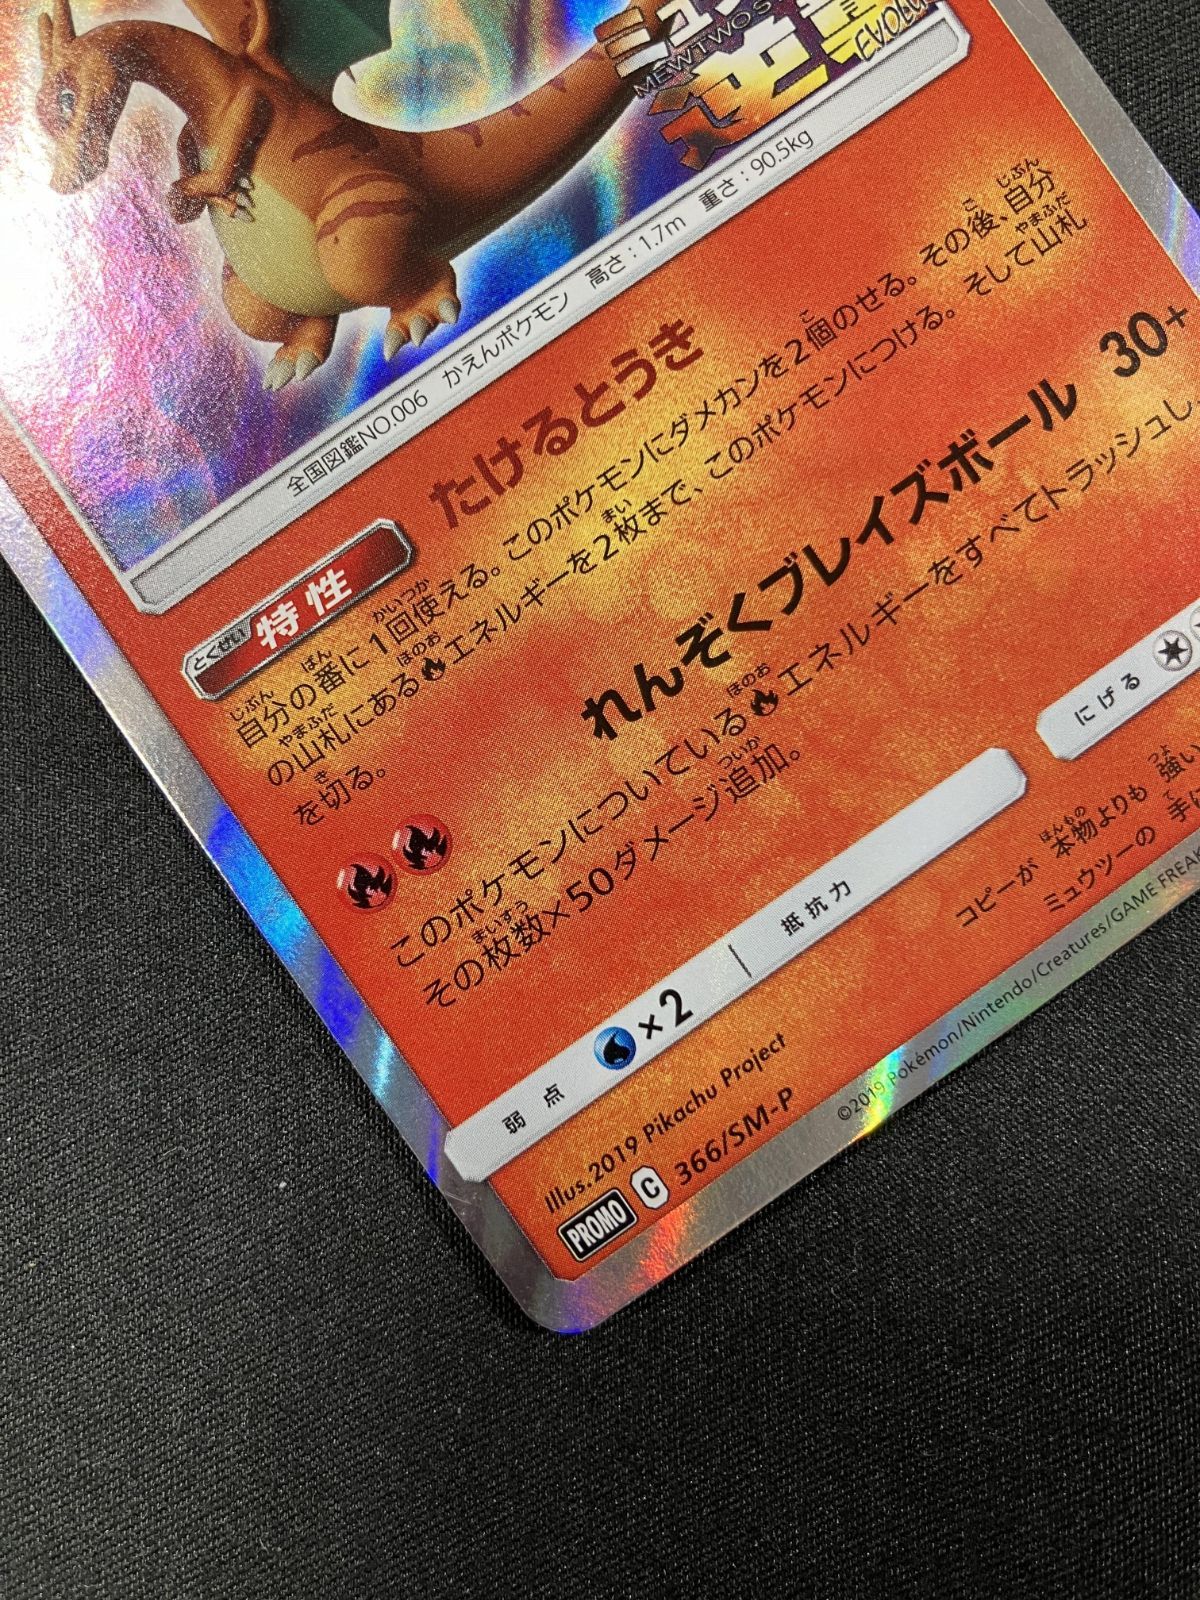 ミュ
MEWTWO S
EVOLU
全国図鑑NO.006 かえんポケモン 高さ:1.7m 重さ:90.5kg
とくせい
特性 たけるとうき
自分の番に1回使える。このポケモンにダメカンを2個のせる。その後、自分
の山札にある エネルギーを2枚まで、このポケモンにつける。そして山札
を切る。
れんぞくブレイズボール 30+
このポケモンについている エネルギーをすべてトラッシュし、
その枚数×50ダメージ追加。
弱点 ×2 抵抗力 にげる
コピーが 本物よりも 強い
ミュウツーの 手に
Illus.2019 Pikachu Project
PROMO C 366/SM-P
©2019 Pokémon/Nintendo/Creatures/GAME FREAK